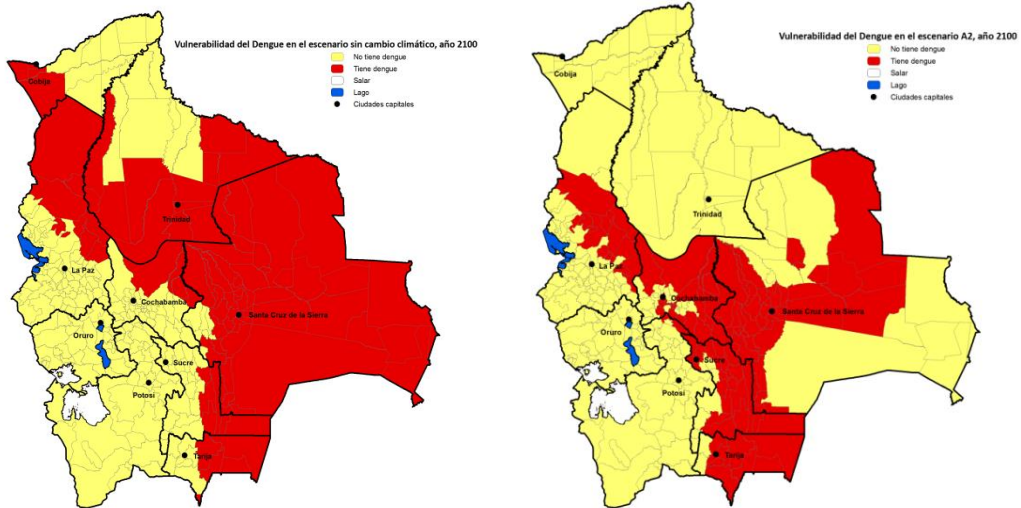 Vulnerabilidad del Dengue en el escenario sin cambio climático, año 2100
No tiene dengue
Tiene dengue
Salar
Lago
Ciudades capitales
Cobija
Trinidad
La Paz
Cochabamba
Santa Cruz de la Sierra
Oruro
Sucre
Potosí
Tarija
Vulnerabilidad del Dengue en el escenario A2, año 2100
No tiene dengue
Tiene dengue
Salar
Lago
Ciudades capitales
Cobija
Trinidad
La Paz
Cochabamba
Santa Cruz de la Sierra
Oruro
Sucre
Potosí
Tarija